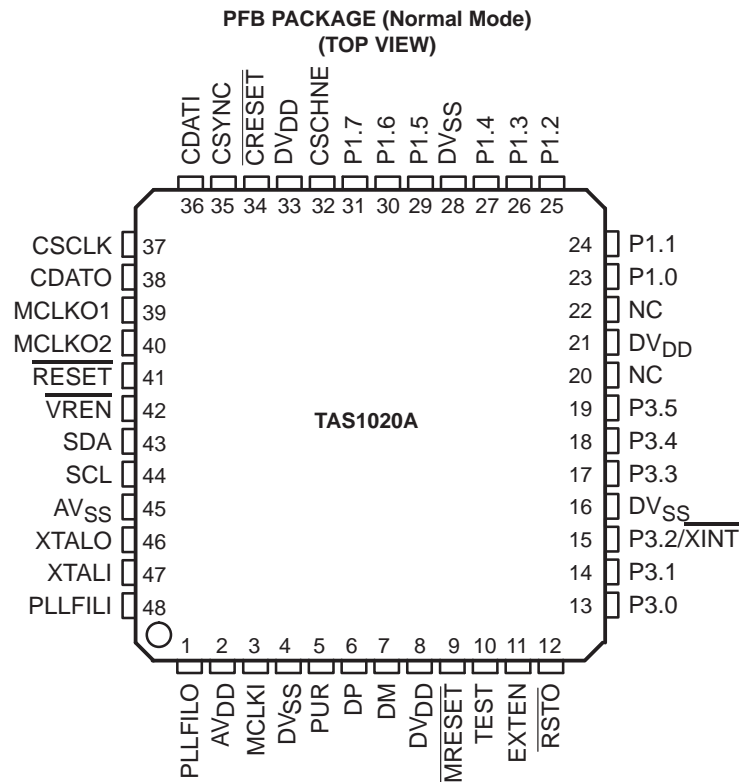 PFB PACKAGE (Normal Mode)
(TOP VIEW)
CDATI
CSYNC
CRESET
DVDD
CSCHNE
P1.7
P1.6
P1.5
DVSS
P1.4
P1.3
P1.2
36 35 34 33 32 31 30 29 28 27 26 25
CSCLK 37
CDATO 38
MCLKO1 39
MCLKO2 40
RESET 41
VREN 42
SDA 43
SCL 44
AVSS 45
XTALO 46
XTALI 47
PLLFILI 48
TAS1020A
24 P1.1
23 P1.0
22 NC
21 DVDD
20 NC
19 P3.5
18 P3.4
17 P3.3
16 DVSS
15 P3.2/XINT
14 P3.1
13 P3.0
1 2 3 4 5 6 7 8 9 10 11 12
PLLFILO
AVDD
MCLKI
DVSS
PUR
DP
DM
DVDD
MRESET
TEST
EXTEN
RSTO